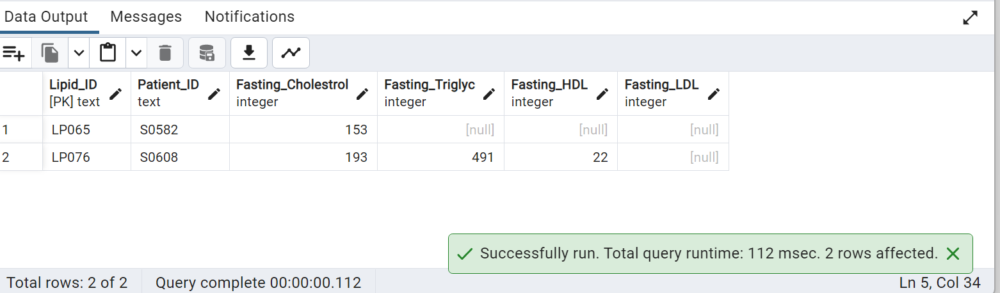 Data Output Messages Notifications
Lipid_ID Patient_ID Fasting_Cholestrol Fasting_Triglyc Fasting_HDL Fasting_LDL
[PK] text text integer integer integer integer
1 LP065 S0582 153 [null] [null] [null]
2 LP076 S0608 193 491 22 [null]
Successfully run. Total query runtime: 112 msec. 2 rows affected.
Total rows: 2 of 2 Query complete 00:00:00.112 Ln 5, Col 34